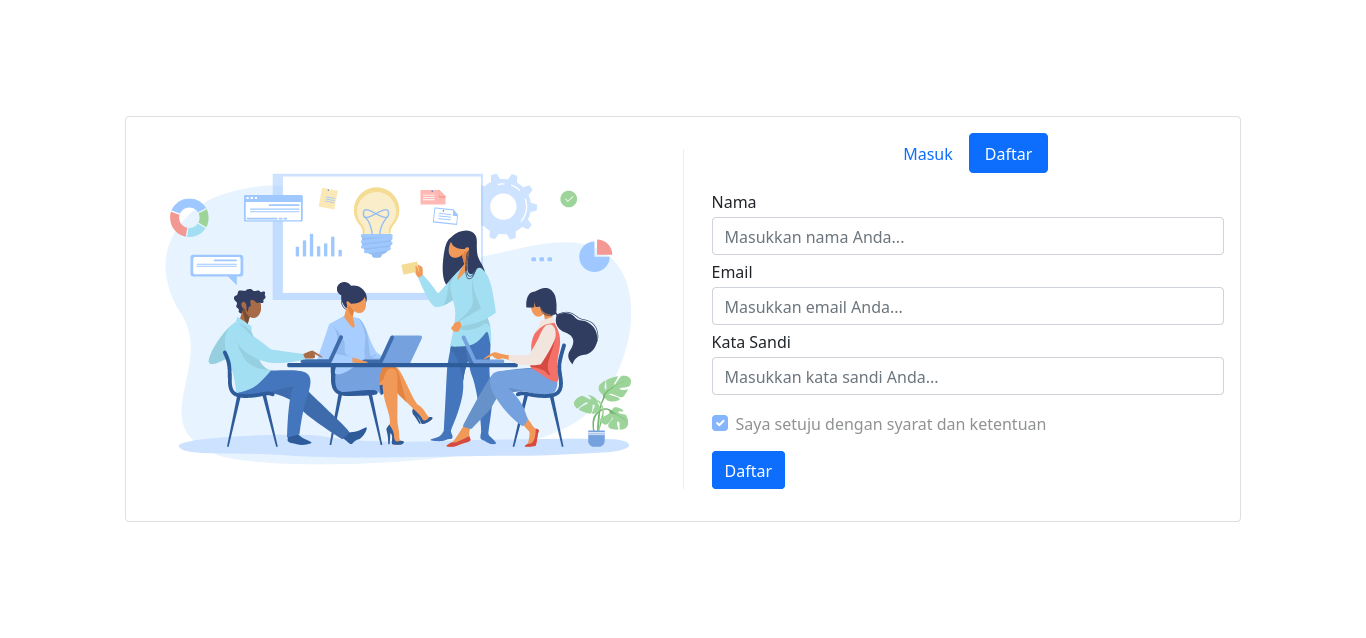 Masuk Daftar
Nama
Masukkan nama Anda...
Email
Masukkan email Anda...
Kata Sandi
Masukkan kata sandi Anda...
Saya setuju dengan syarat dan ketentuan
Daftar